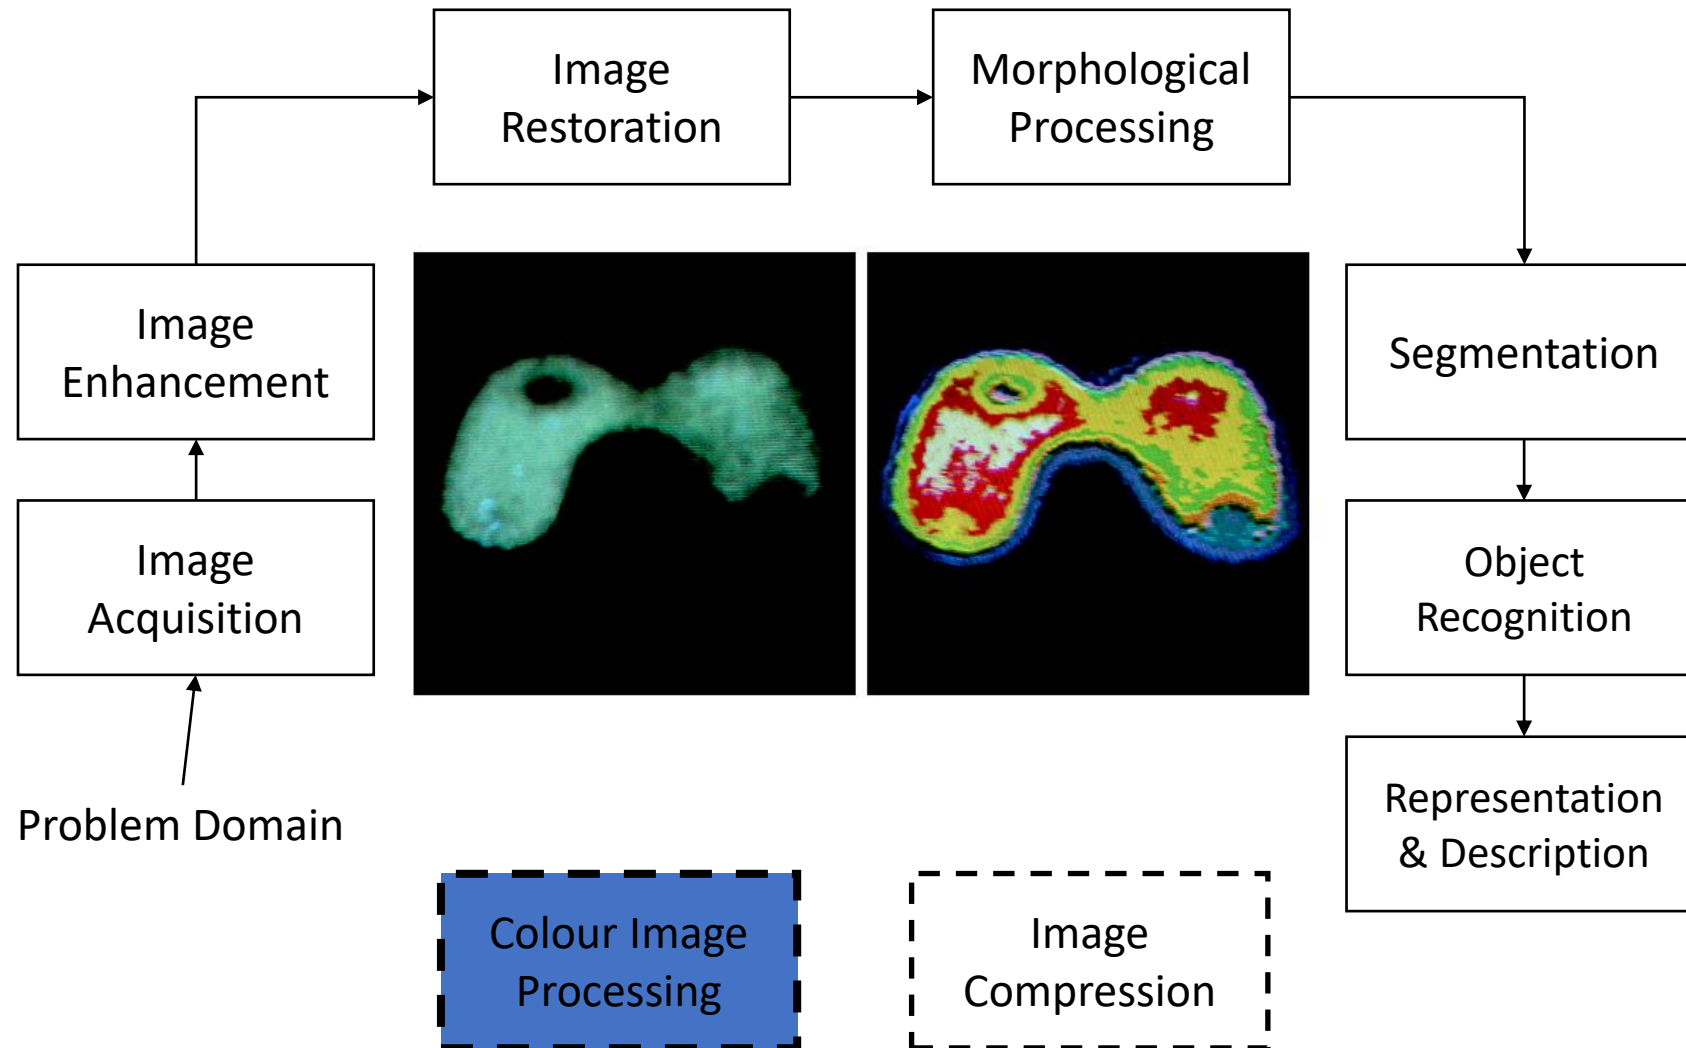 Image
Restoration
Morphological
Processing
Image
Enhancement
Segmentation
Image
Acquisition
Object
Recognition
Problem Domain
Representation
& Description
Colour Image
Processing
Image
Compression